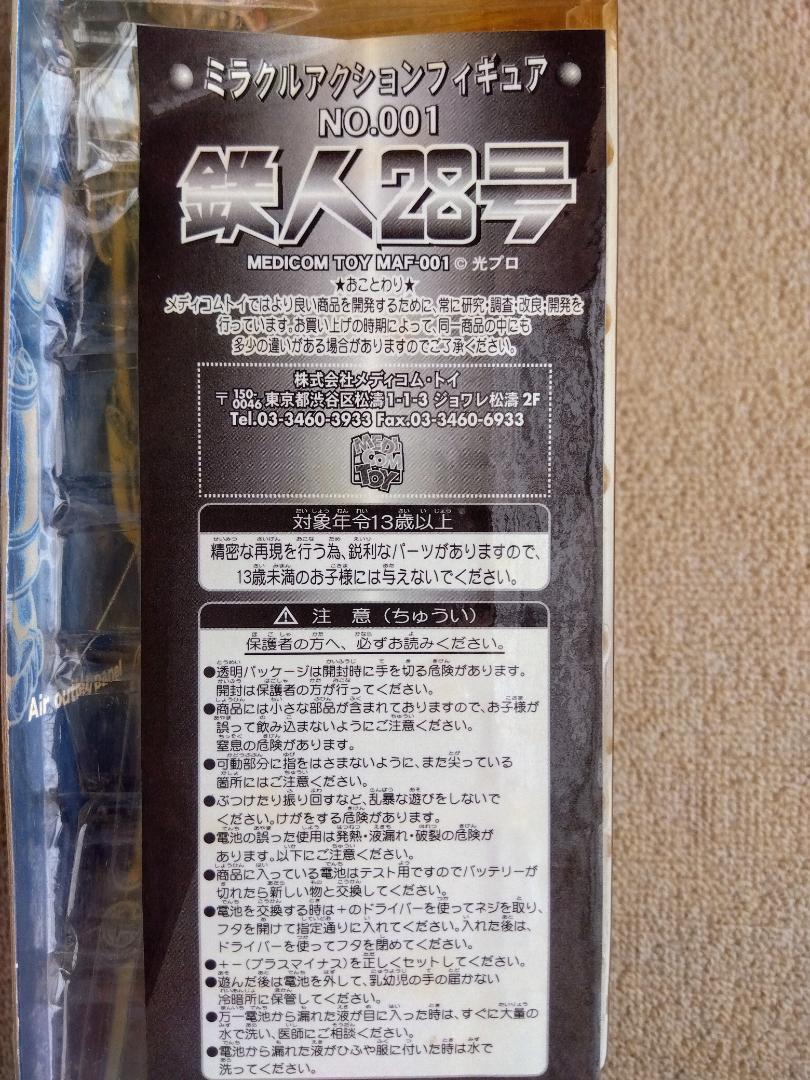 ミラクルアクションフィギュア
NO.001
鉄人28号
MEDICOM TOY MAF-001 © 光プロ
★おことわり★
メディコムトイではより良い商品を開発するために、常に研究・調査・改良・開発を
行っています。お買い上げの時期によって、同一商品の中にも
多少の違いがある場合がありますのでご了承ください。
株式会社メディコム・トイ
〒150-0046 東京都渋谷区松濤1-1-3 ジョワレ松濤 2F
Tel.03-3460-3933 Fax.03-3460-6933
MEDI
COM
TOY
対象年令13歳以上
精密な再現を行う為、鋭利なパーツがありますので、
13歳未満のお子様には与えないでください。
⚠ 注 意（ちゅうい）
保護者の方へ、必ずお読みください。
●透明パッケージは開封時に手を切る危険があります。
開封は保護者の方が行ってください。
●商品には小さな部品が含まれておりますので、お子様が
誤って飲み込まないようにご注意ください。
窒息の危険があります。
●可動部分に指をはさまないように、また尖っている
箇所にはご注意ください。
●ぶつけたり振り回すなど、乱暴な遊びをしないで
ください。けがをする危険があります。
●電池の誤った使用は発熱・液漏れ・破裂の危険が
あります。以下にご注意ください。
●商品に入っている電池はテスト用ですのでバッテリーが
切れたら新しい物と交換してください。
●電池を交換する時は＋のドライバーを使ってネジを取り、
フタを開けて指定通りに入れてください。入れた後は、
ドライバーを使ってフタを閉めてください。
●＋−（プラスマイナス）を正しくセットしてください。
●遊んだ後は電池を外して、乳幼児の手の届かない
冷暗所に保管してください。
●万一電池から漏れた液が目に入った時は、すぐに大量の
水で洗い、医師にご相談ください。
●電池から漏れた液がひふや服に付いた時は水で
洗ってください。
Air outlet panel